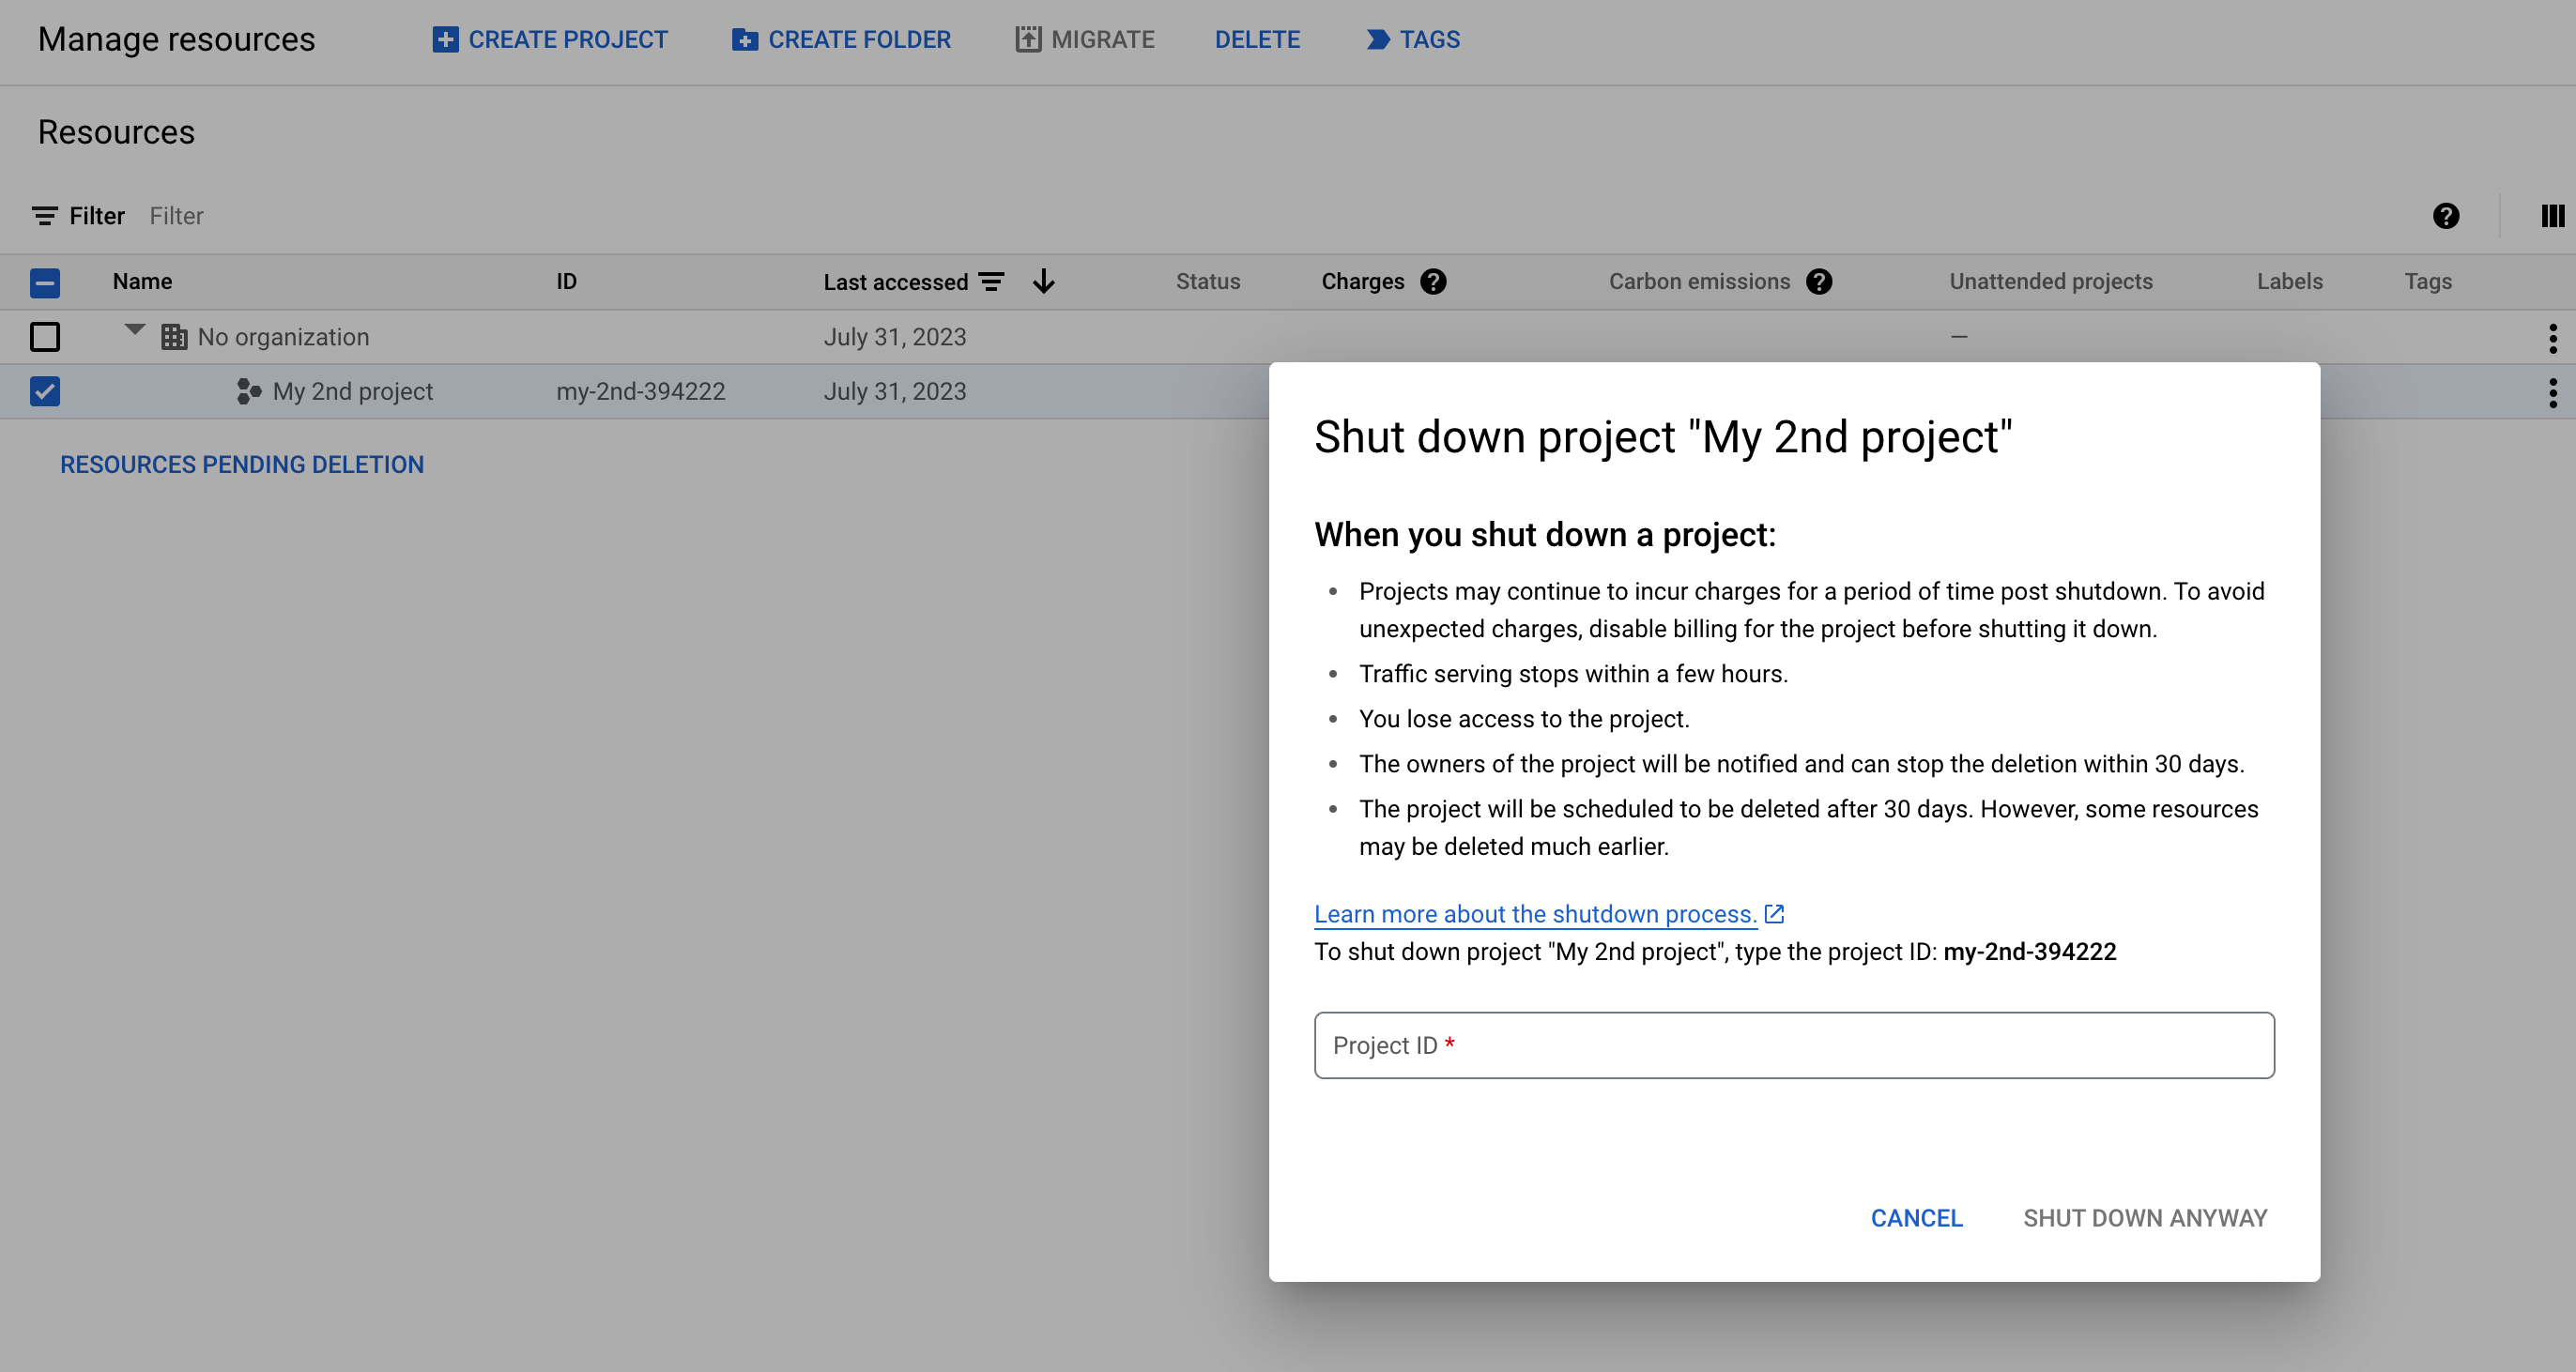 Manage resources CREATE PROJECT CREATE FOLDER MIGRATE DELETE TAGS
Resources
Filter Filter
Name ID Last accessed Status Charges Carbon emissions Unattended projects Labels Tags
No organization July 31, 2023 —
My 2nd project my-2nd-394222 July 31, 2023
RESOURCES PENDING DELETION
Shut down project "My 2nd project"
When you shut down a project:
• Projects may continue to incur charges for a period of time post shutdown. To avoid
unexpected charges, disable billing for the project before shutting it down.
• Traffic serving stops within a few hours.
• You lose access to the project.
• The owners of the project will be notified and can stop the deletion within 30 days.
• The project will be scheduled to be deleted after 30 days. However, some resources
may be deleted much earlier.
Learn more about the shutdown process.
To shut down project "My 2nd project", type the project ID: my-2nd-394222
Project ID *
CANCEL SHUT DOWN ANYWAY